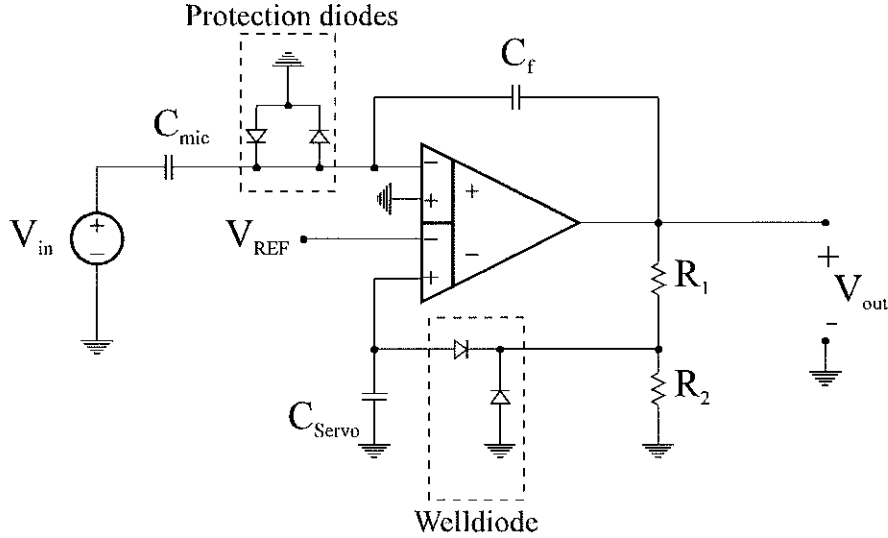 Protection diodes
C_f
C_mic
−
+
+
V_in
+
−
V_REF
−
−
+
R_1
+
V_out
-
R_2
C_Servo
Welldiode